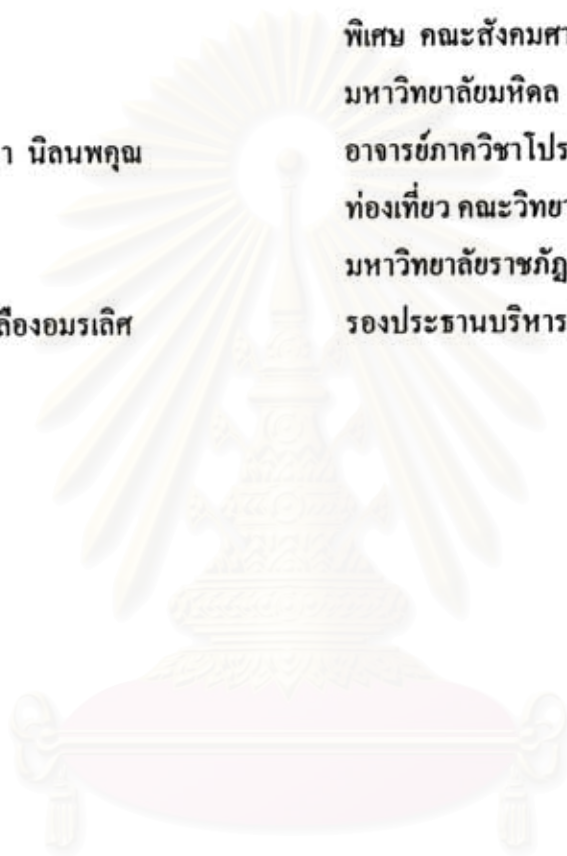 พิเศษ คณะสังคมศา
มหาวิทยาลัยมหิดล
า นิลนพคุณ อาจารย์ภาควิชาโปร
ท่องเที่ยว คณะวิทยา
มหาวิทยาลัยราชภัฏ
ลืองอมรเลิศ รองประธานบริหาร